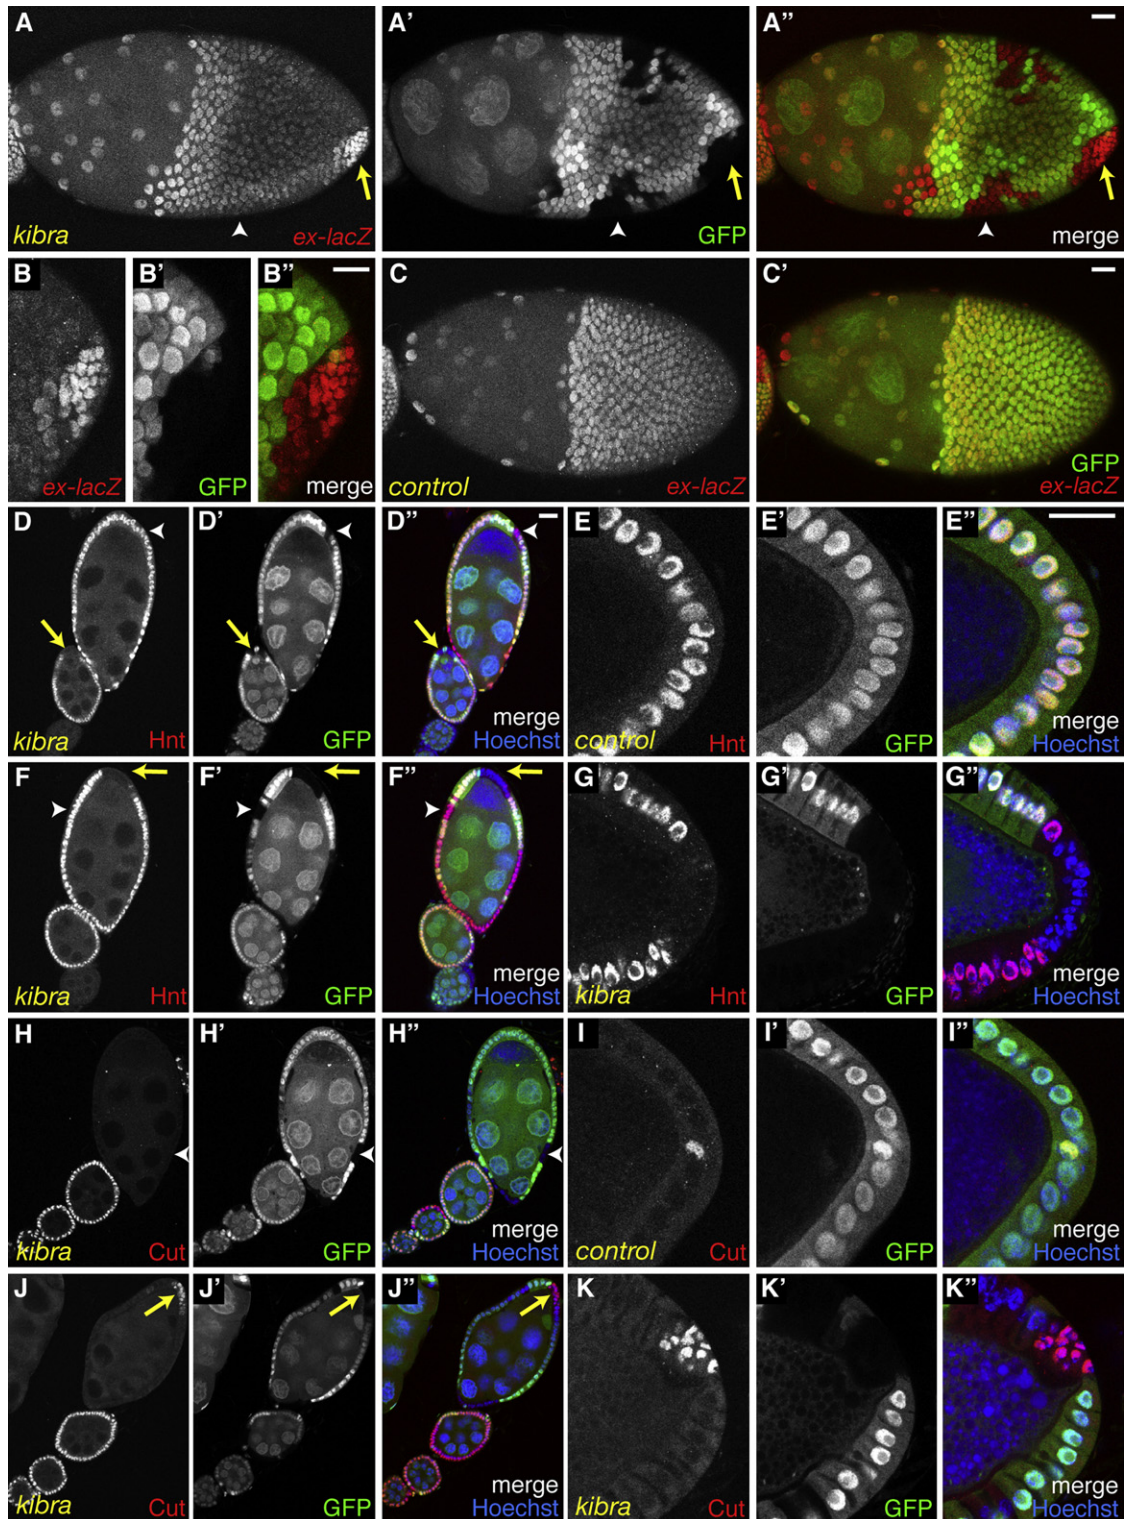 A A' A"
kibra ex-lacZ GFP merge
B B' B" C C'
ex-lacZ GFP merge control ex-lacZ GFP
ex-lacZ
D D' D" E E' E"
kibra Hnt GFP merge
Hoechst control Hnt GFP merge
Hoechst
F F' F" G G' G"
kibra Hnt GFP merge
Hoechst kibra Hnt GFP merge
Hoechst
H H' H" I I' I"
kibra Cut GFP merge
Hoechst control Cut GFP merge
Hoechst
J J' J" K K' K"
kibra Cut GFP merge
Hoechst kibra Cut GFP merge
Hoechst